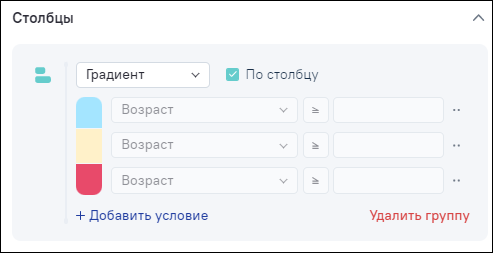 Столбцы
Градиент По столбцу
Возраст ≥
Возраст ≥
Возраст ≥
+ Добавить условие Удалить группу